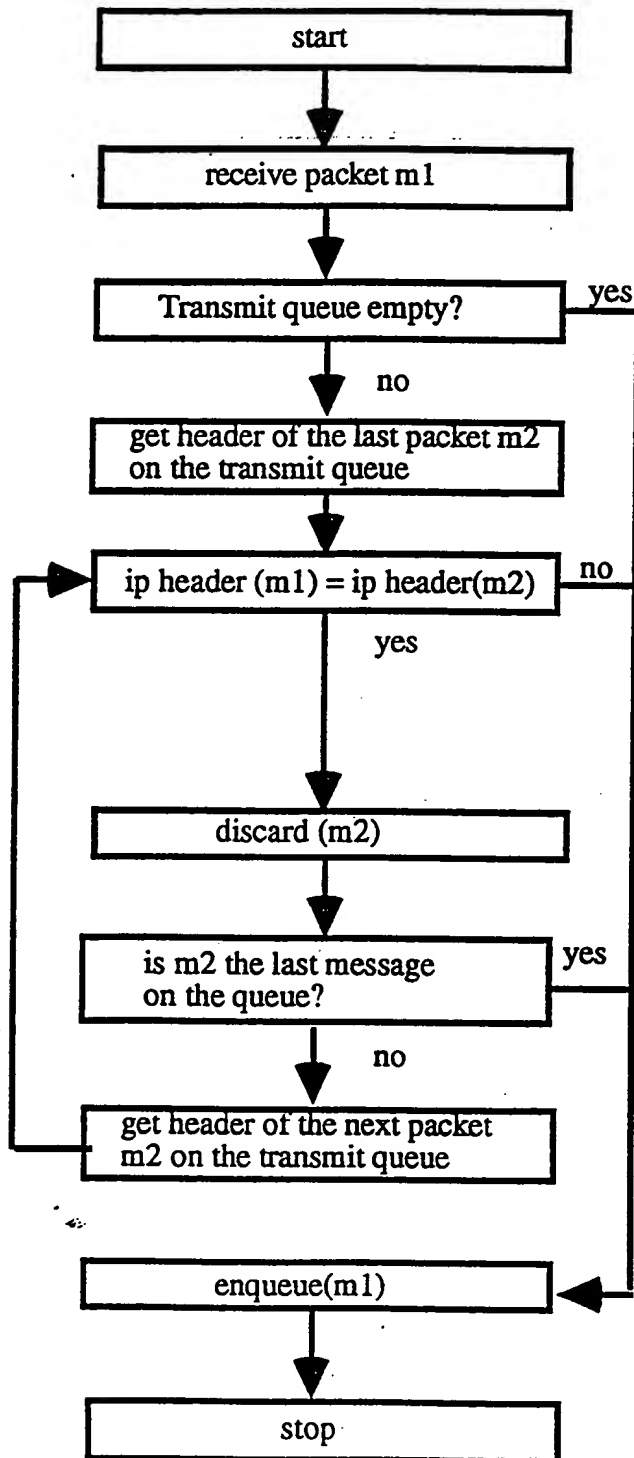 start
receive packet m1
Transmit queue empty?
yes
no
get header of the last packet m2
on the transmit queue
ip header (m1) = ip header(m2)
no
yes
discard (m2)
is m2 the last message
on the queue?
yes
no
get header of the next packet
m2 on the transmit queue
enqueue(m1)
stop